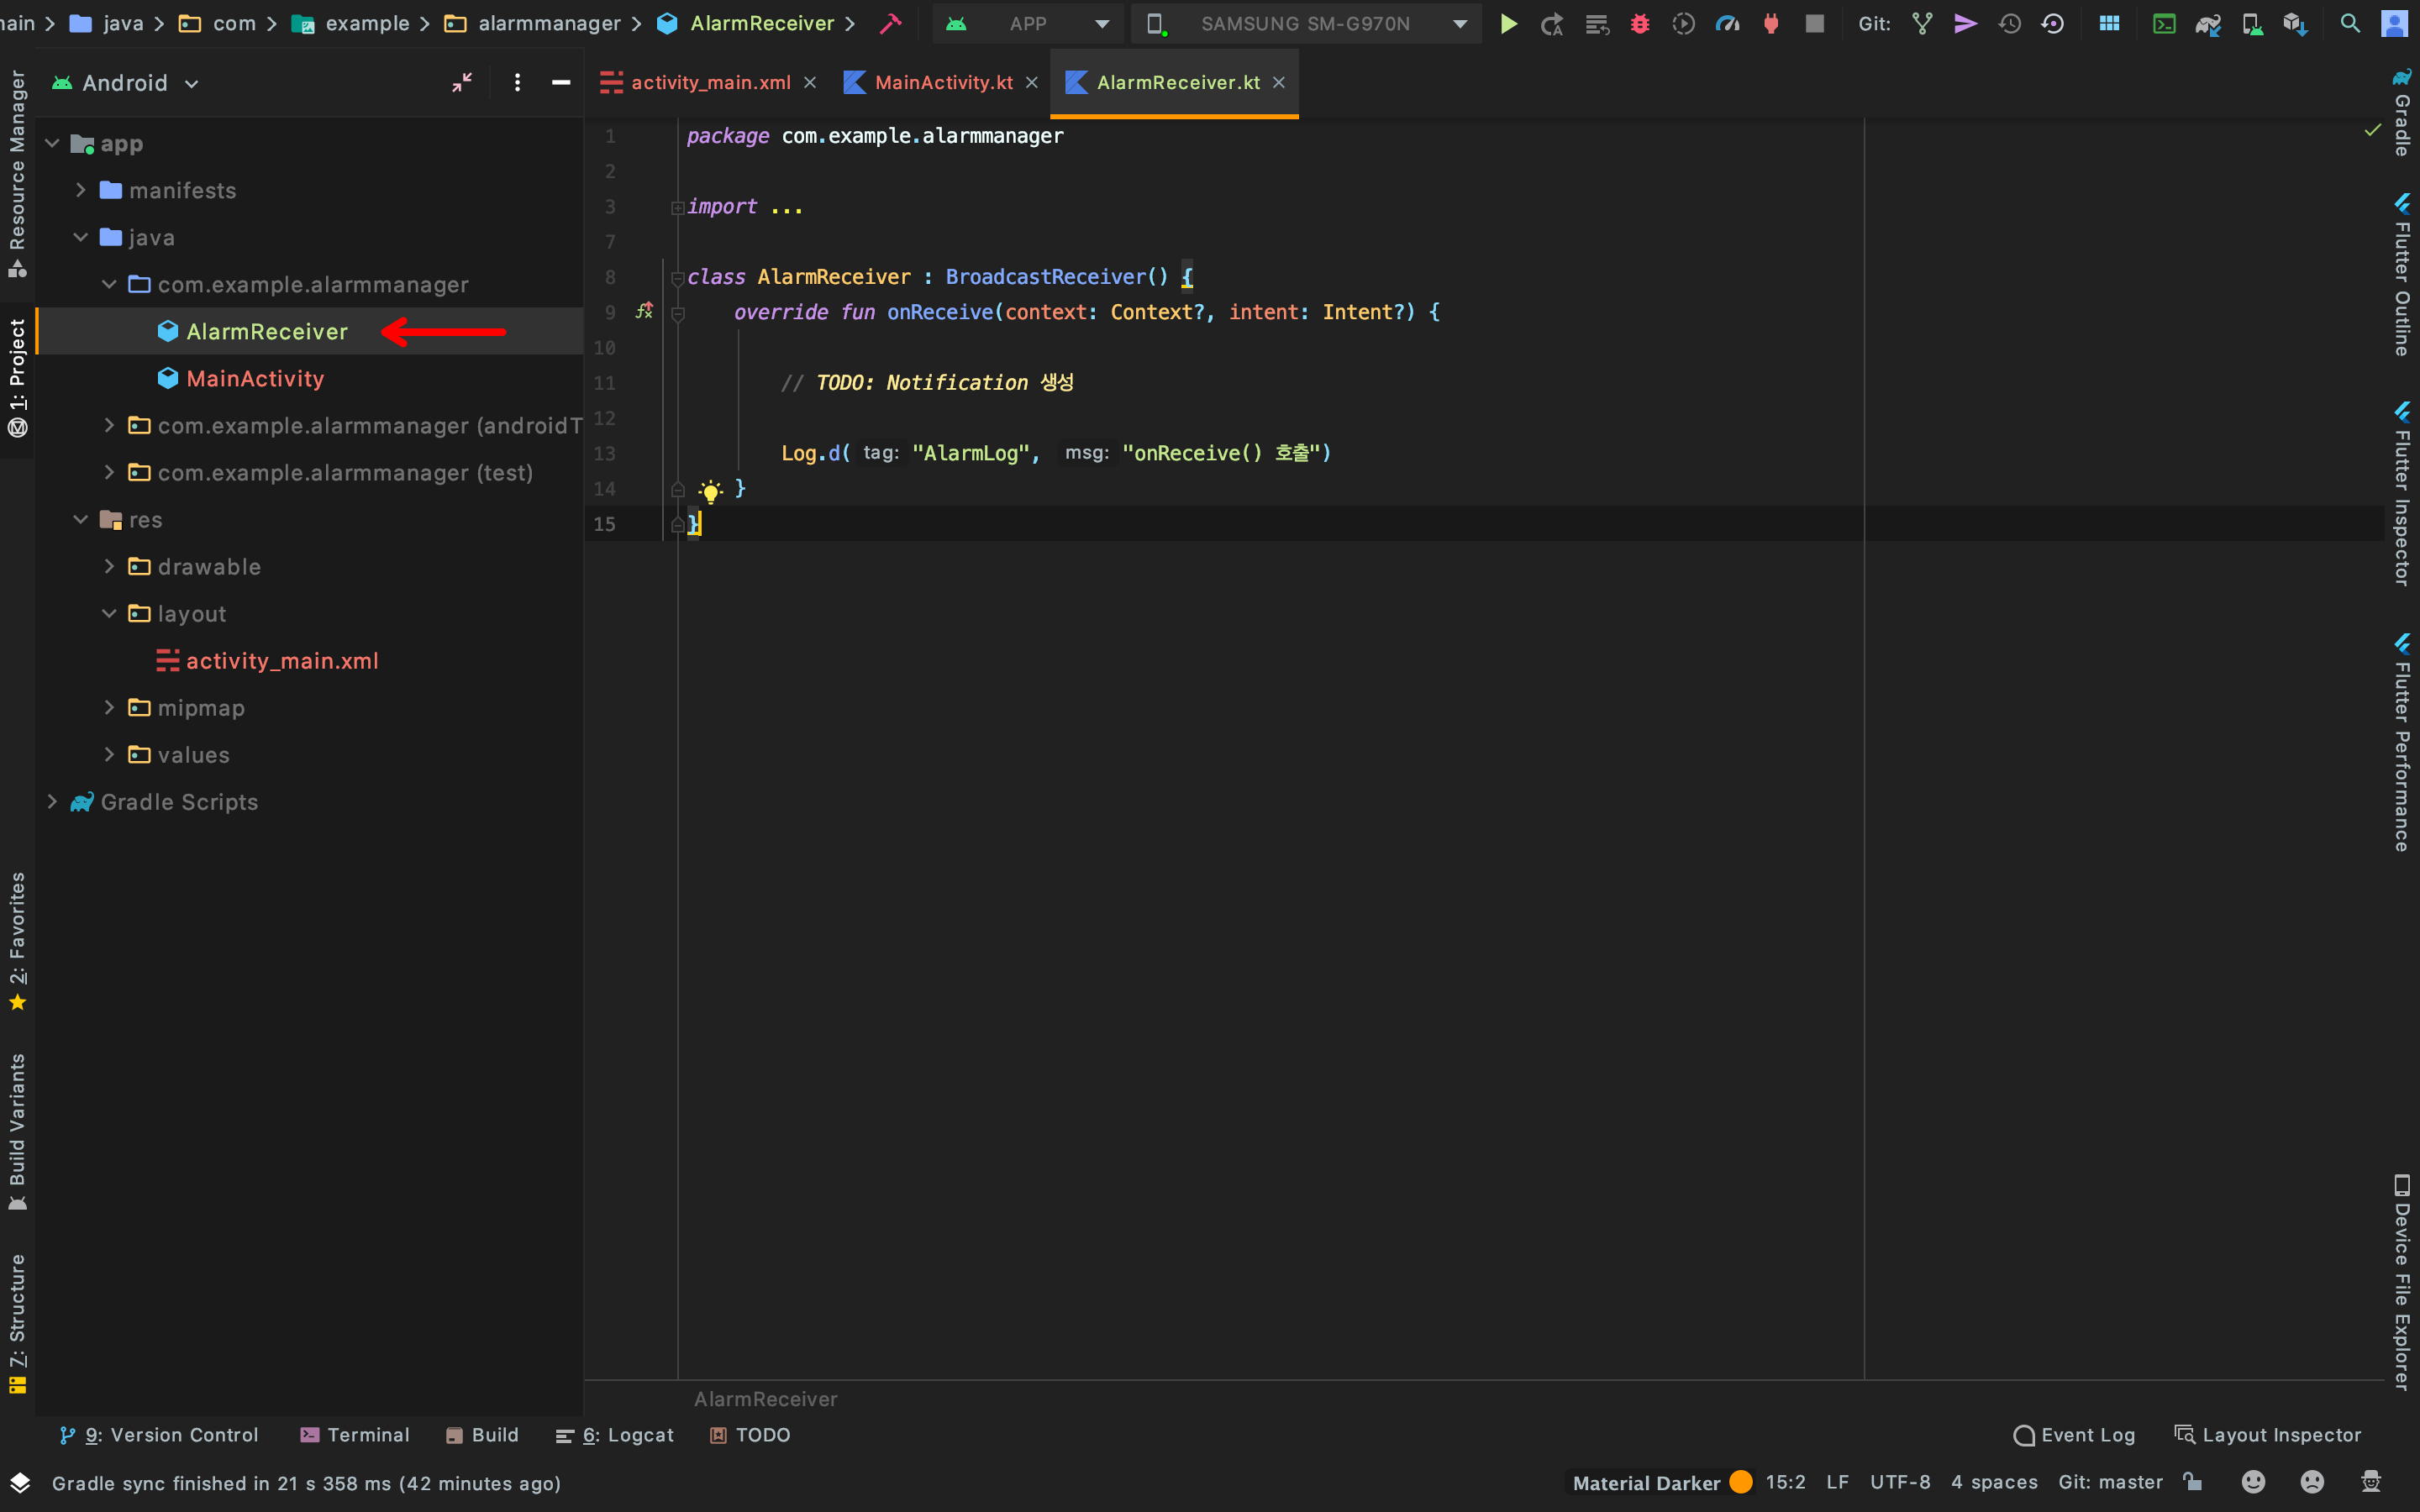 ain java com example alarmmanager AlarmReceiver APP SAMSUNG SM-G970N Git:
Android
activity_main.xml MainActivity.kt AlarmReceiver.kt
Resource Manager
1: Project
2: Favorites
Build Variants
7: Structure
app
manifests
java
com.example.alarmmanager
AlarmReceiver
MainActivity
com.example.alarmmanager (androidT
com.example.alarmmanager (test)
res
drawable
layout
activity_main.xml
mipmap
values
Gradle Scripts
1 package com.example.alarmmanager
2
3 import ...
7
8 class AlarmReceiver : BroadcastReceiver() {
9 override fun onReceive(context: Context?, intent: Intent?) {
10
11 // TODO: Notification 생성
12
13 Log.d( tag: "AlarmLog", msg: "onReceive() 호출")
14 }
15 }
Gradle
Flutter Outline
Flutter Inspector
Flutter Performance
Device File Explorer
AlarmReceiver
9: Version Control Terminal Build 6: Logcat TODO Event Log Layout Inspector
Gradle sync finished in 21 s 358 ms (42 minutes ago) Material Darker 15:2 LF UTF-8 4 spaces Git: master